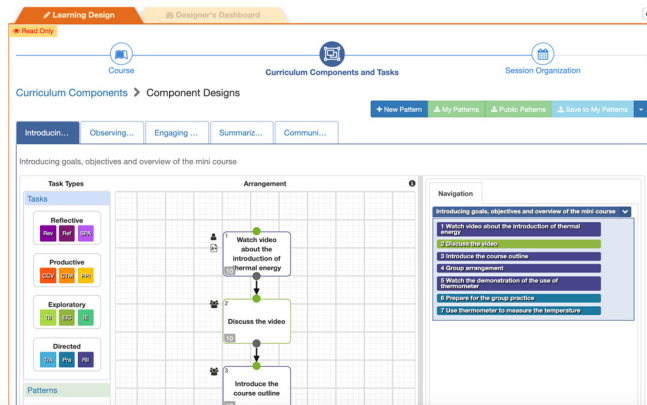 Learning Design
Designer's Dashboard
Read Only
Course
Curriculum Components and Tasks
Session Organization
Curriculum Components
Component Designs
+ New Pattern
My Patterns
Public Patterns
Save to My Patterns
Introducin...
Observing...
Engaging ...
Summariz...
Communi...
Introducing goals, objectives and overview of the mini course
Task Types
Tasks
Reflective
Rev Ref SPA
Productive
CCV CTM PPI
Exploratory
TII EIC IE
Directed
T/A Pra RII
Patterns
Arrangement
1
Watch video
about the
introduction of
thermal energy
10
2
Discuss the video
10
3
Introduce the
course outline
Navigation
Introducing goals, objectives and overview of the mini course
1 Watch video about the introduction of thermal
energy
2 Discuss the video
3 Introduce the course outline
4 Group arrangement
5 Watch the demonstration of the use of
thermometer
6 Prepare for the group practice
7 Use thermometer to measure the temperature